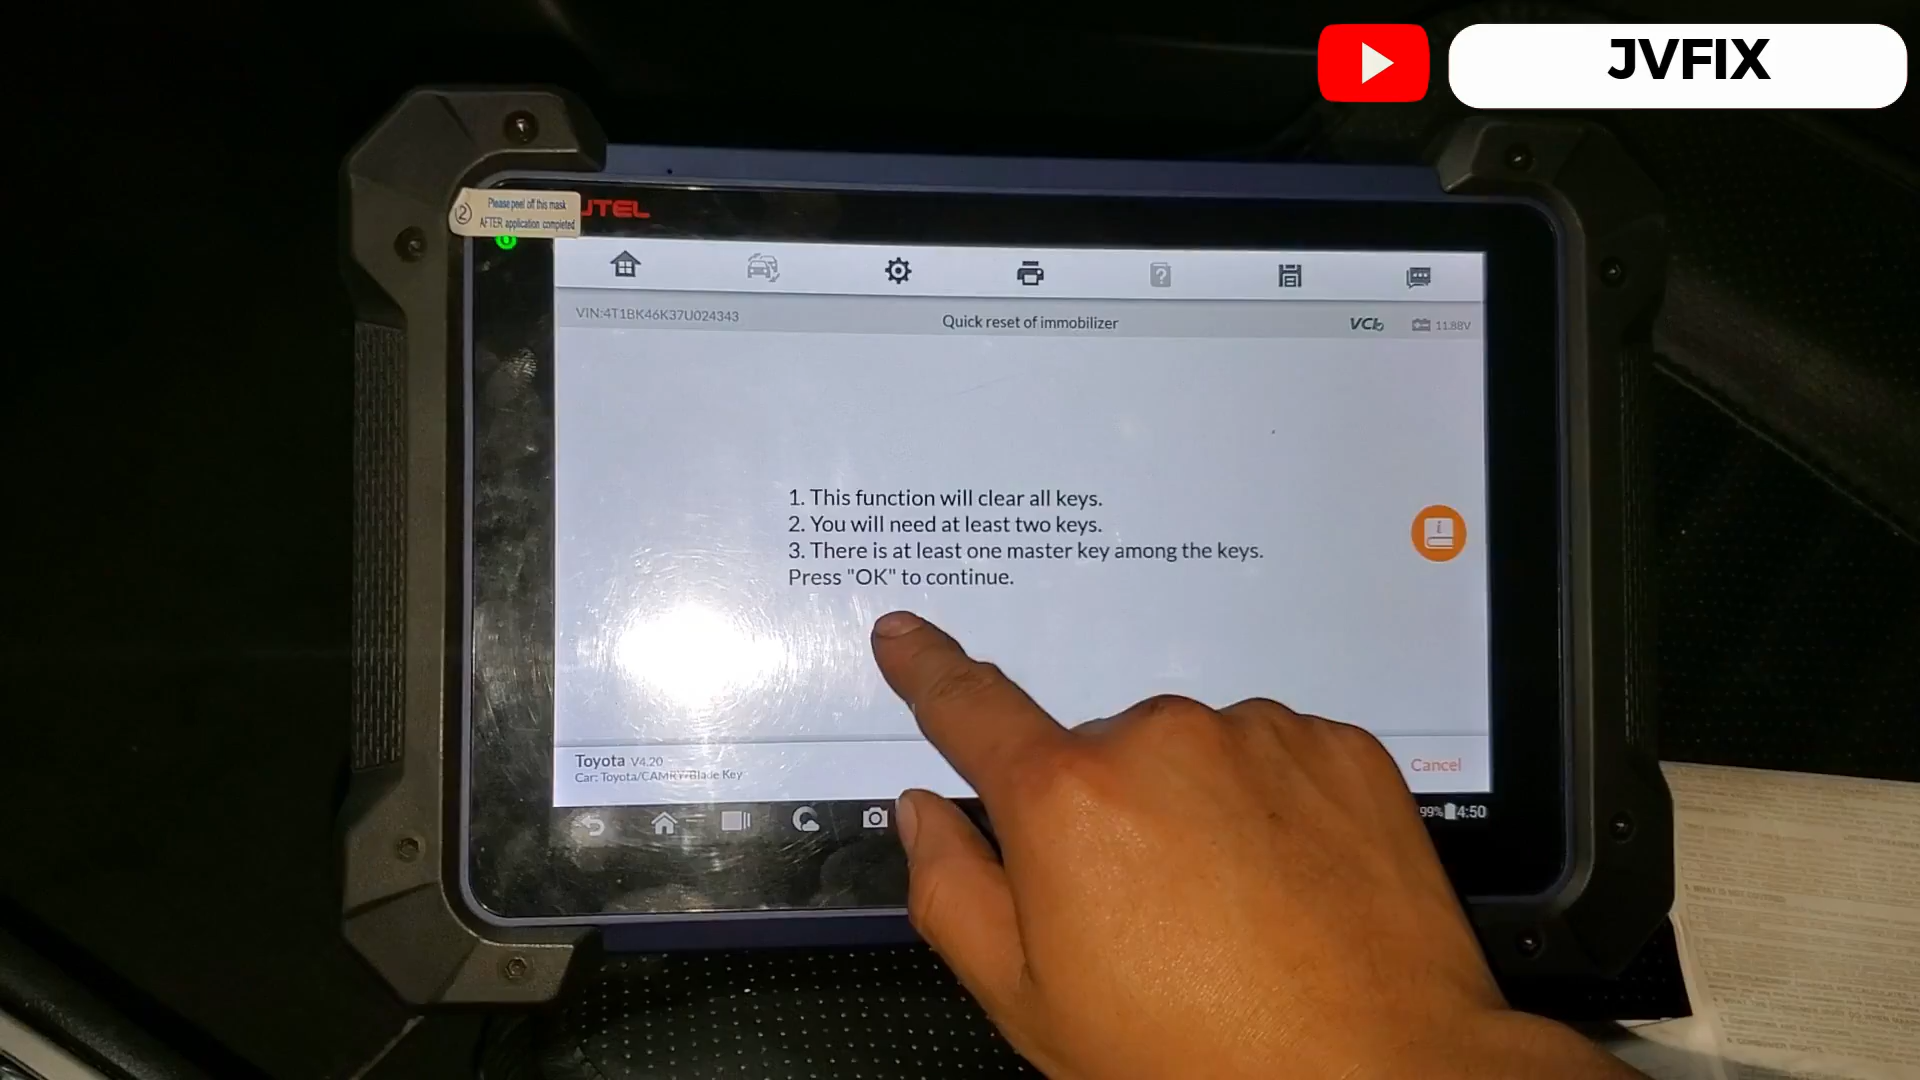 JVFIX
Please peel off this mask
2
AFTER application completed
UTEL
VIN:4T1BK46K37U024343
Quick reset of immobilizer
VCI
11.88V
1. This function will clear all keys.
2. You will need at least two keys.
3. There is at least one master key among the keys.
Press "OK" to continue.
Toyota V4.20
Car: Toyota/CAMRY/Blade Key
Cancel
99% 4:50